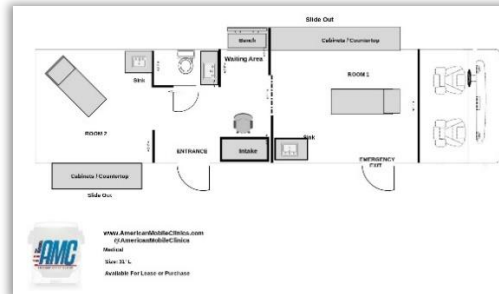 Slide Out
Bench
Cabinets / Countertop
Waiting Area
Sink
ROOM 1
ROOM 2
ENTRANCE
Intake
Sink
EMERGENCY
EXIT
Cabinets / Countertop
Slide Out
www.AmericanMobileClinics.com
@AmericanMobileClinics
Medical
AMC
Available For Lease or Purchase